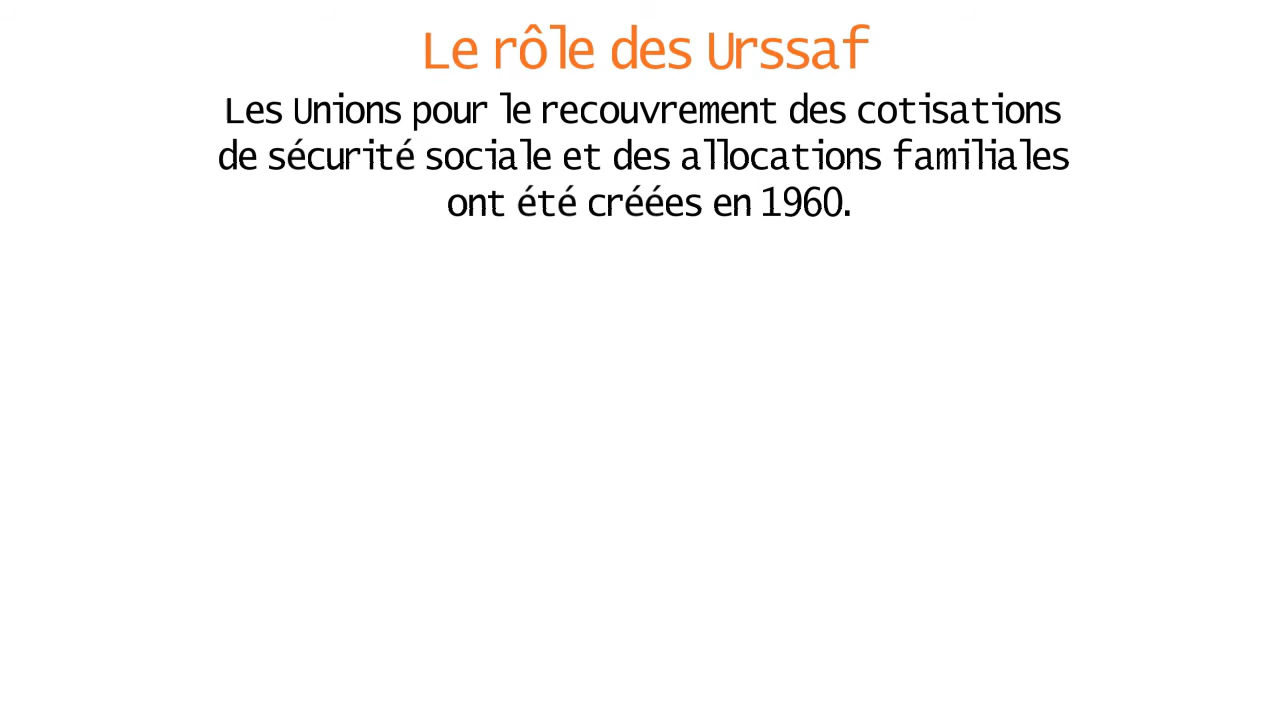 Le rôle des Urssaf
Les Unions pour le recouvrement des cotisations
de sécurité sociale et des allocations familiales
ont été créées en 1960.